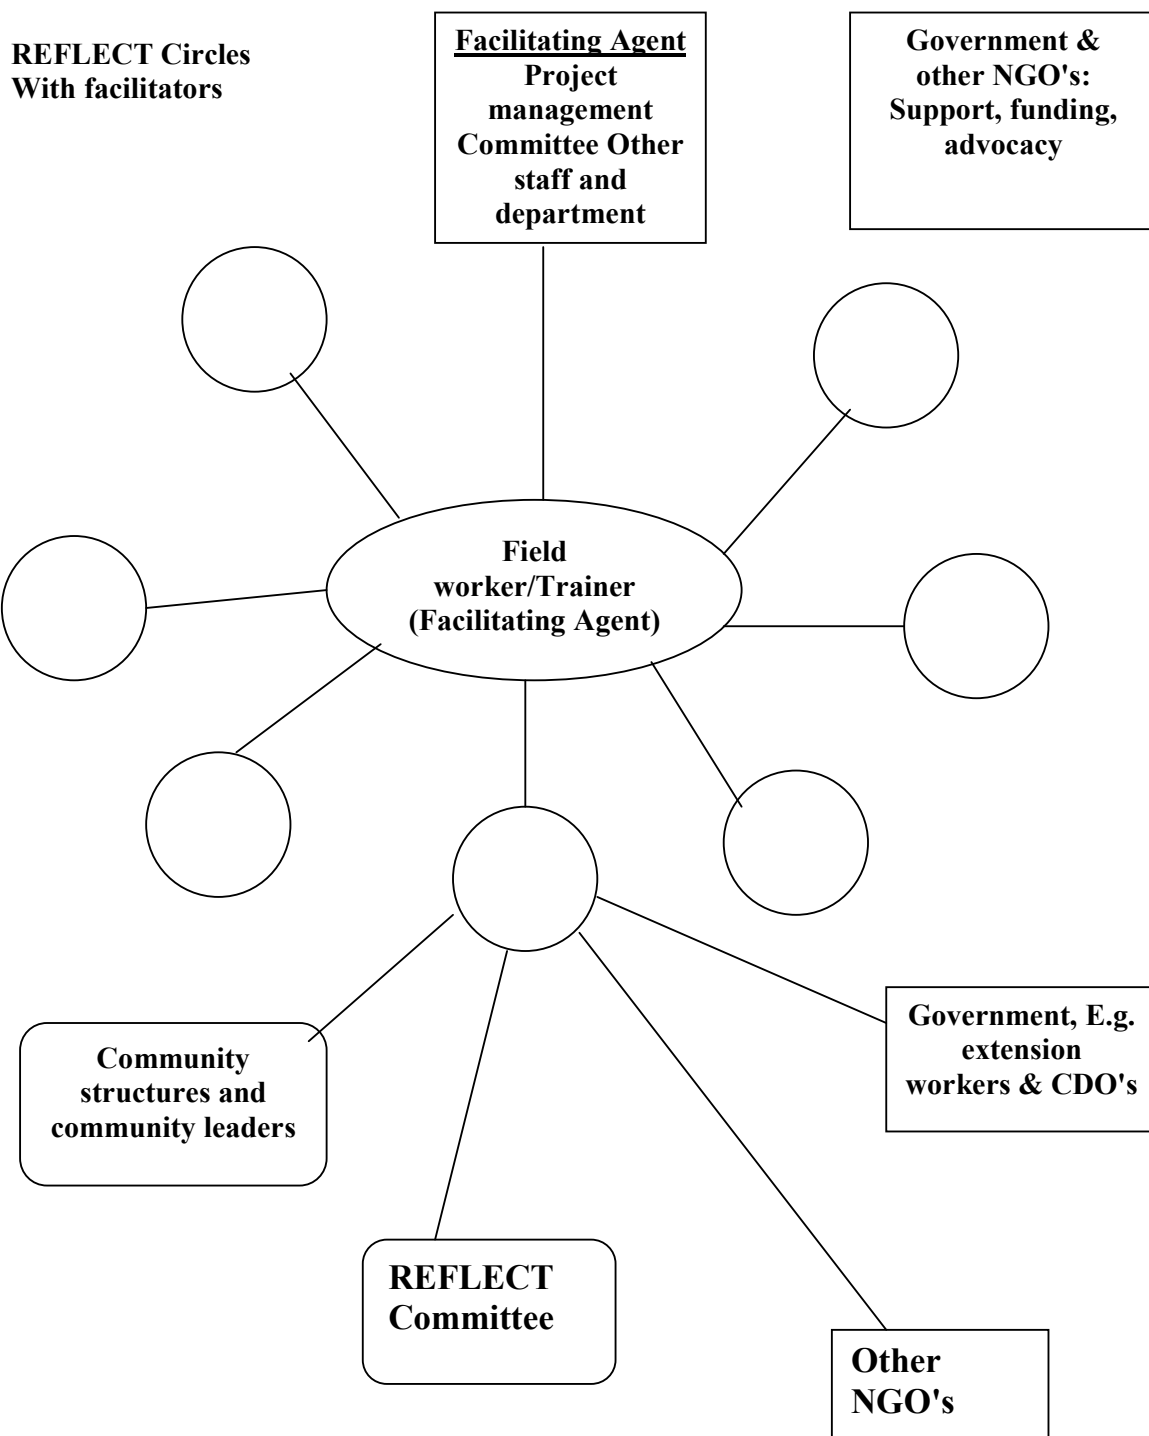 REFLECT Circles
With facilitators
Facilitating Agent
Project
management
Committee Other
staff and
department
Government &
other NGO's:
Support, funding,
advocacy
Field
worker/Trainer
(Facilitating Agent)
Community
structures and
community leaders
Government, E.g.
extension
workers & CDO's
REFLECT
Committee
Other
NGO's